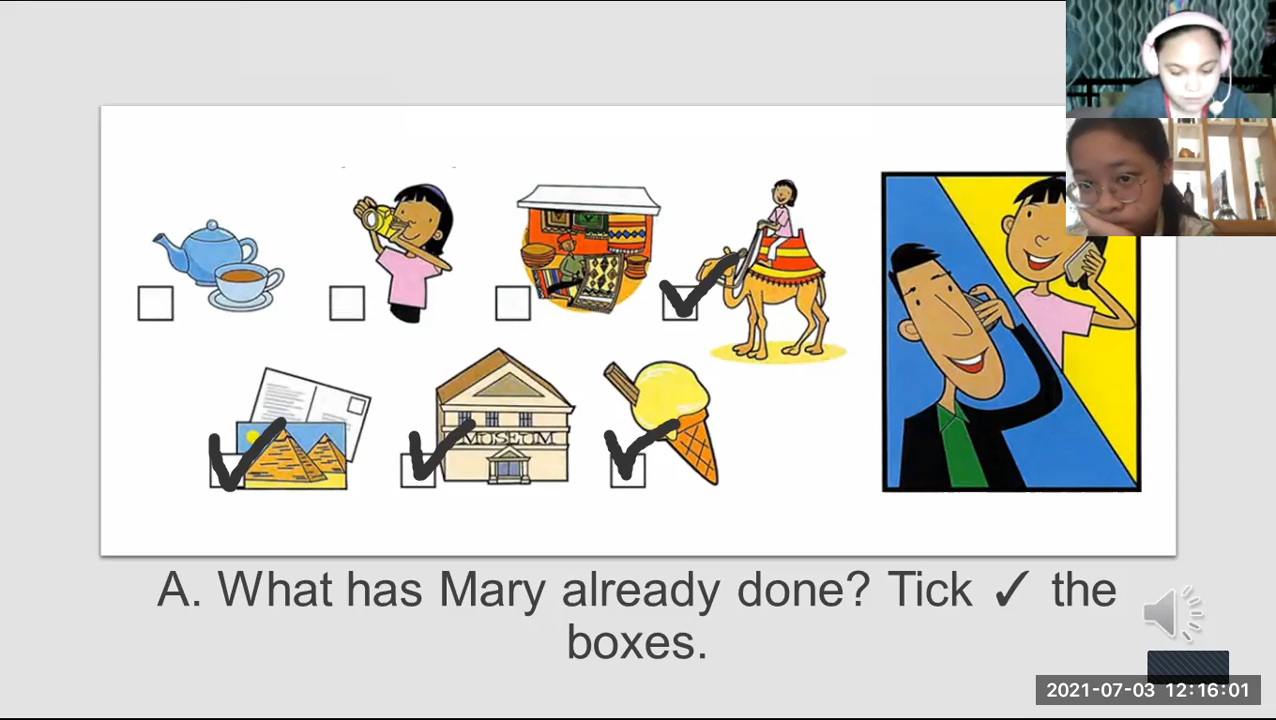 MUSEUM
A. What has Mary already done? Tick ✓ the
boxes.
2021-07-03 12:16:01